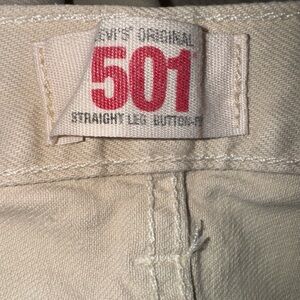 EVI'S® ORIGINAL
501
STRAIGHT LEG BUTTON-F